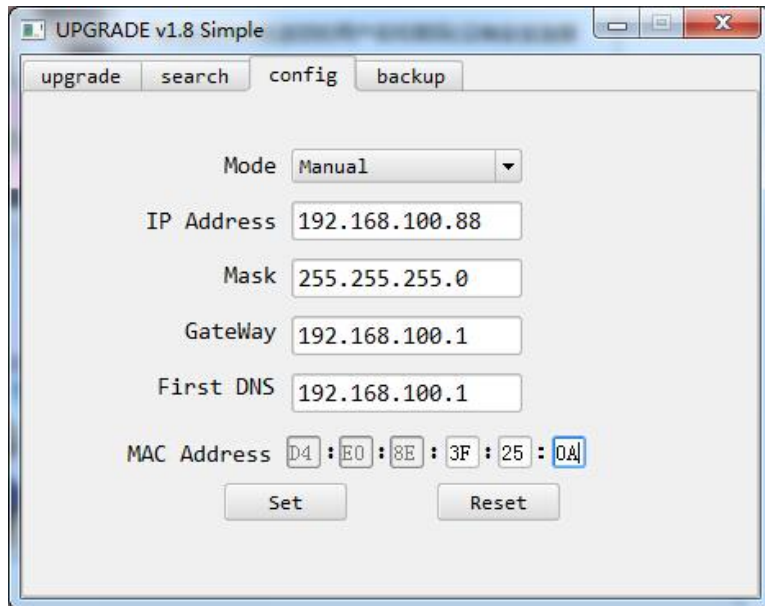 UPGRADE v1.8 Simple
upgrade search config backup
Mode Manual
IP Address 192.168.100.88
Mask 255.255.255.0
GateWay 192.168.100.1
First DNS 192.168.100.1
MAC Address D4:E0:8E:3F:25:0A
Set Reset